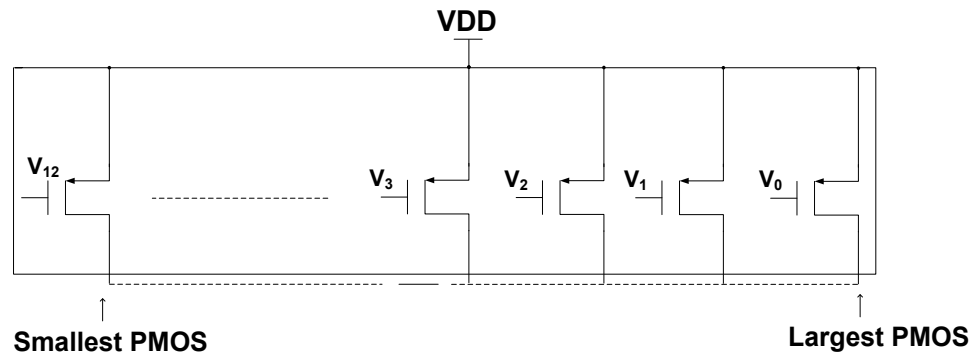 VDD
V₁₂
V₃
V₂
V₁
V₀
Smallest PMOS
Largest PMOS